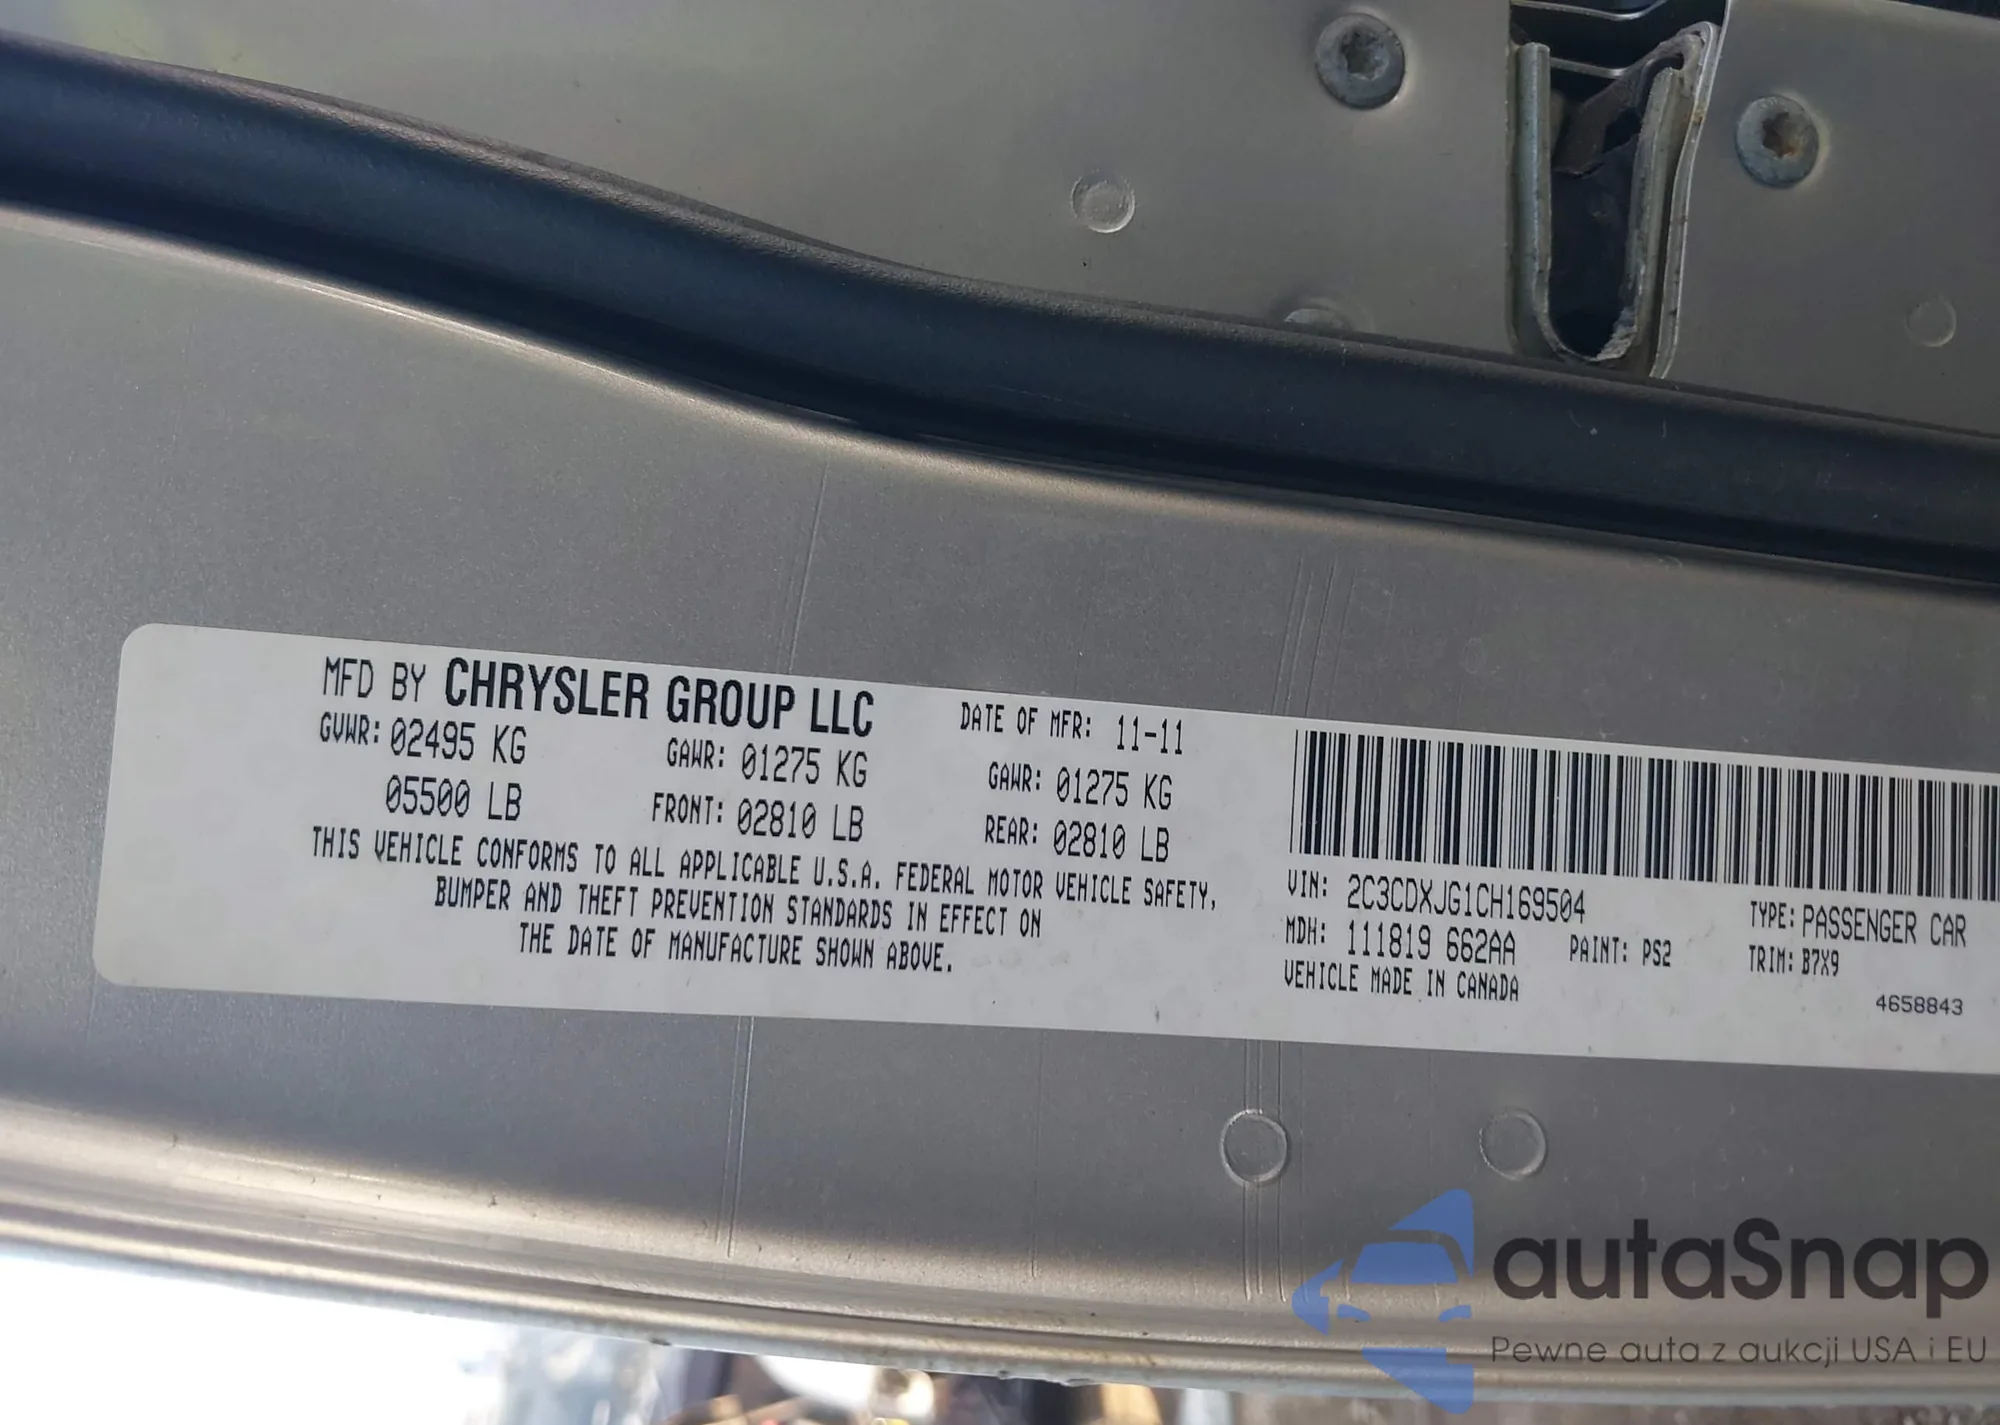 MFD BY CHRYSLER GROUP LLC
DATE OF MFR: 11-11
GVWR: 02495 KG
GAWR: 01275 KG
GAWR: 01275 KG
05500 LB
FRONT: 02810 LB
REAR: 02810 LB
THIS VEHICLE CONFORMS TO ALL APPLICABLE U.S.A. FEDERAL MOTOR VEHICLE SAFETY,
BUMPER AND THEFT PREVENTION STANDARDS IN EFFECT ON
THE DATE OF MANUFACTURE SHOWN ABOVE.
VIN: 2C3CDXJG1CH169504
TYPE: PASSENGER CAR
MDH: 111819 662AA
PAINT: PS2
TRIM: B7X9
VEHICLE MADE IN CANADA
4658843
autaSnap
Pewne auta z aukcji USA i EU